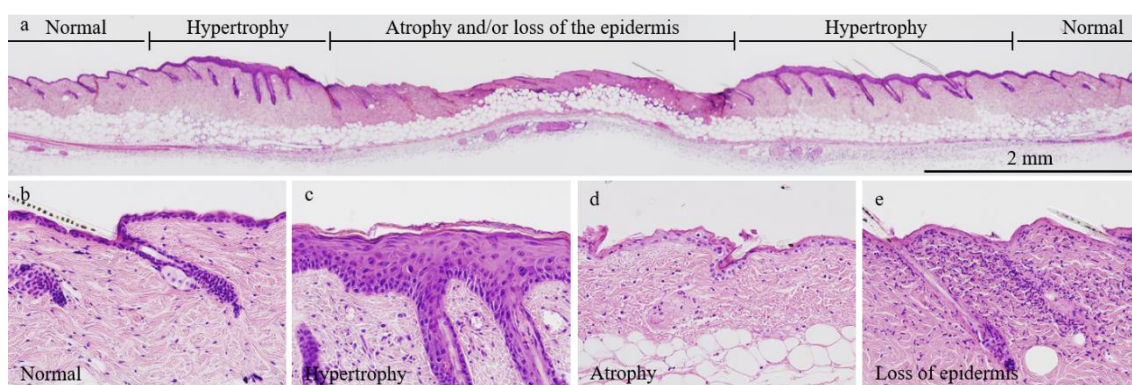 a
Normal Hypertrophy Atrophy and/or loss of the epidermis Hypertrophy Normal
2 mm
b c d e
Normal Hypertrophy Atrophy Loss of epidermis